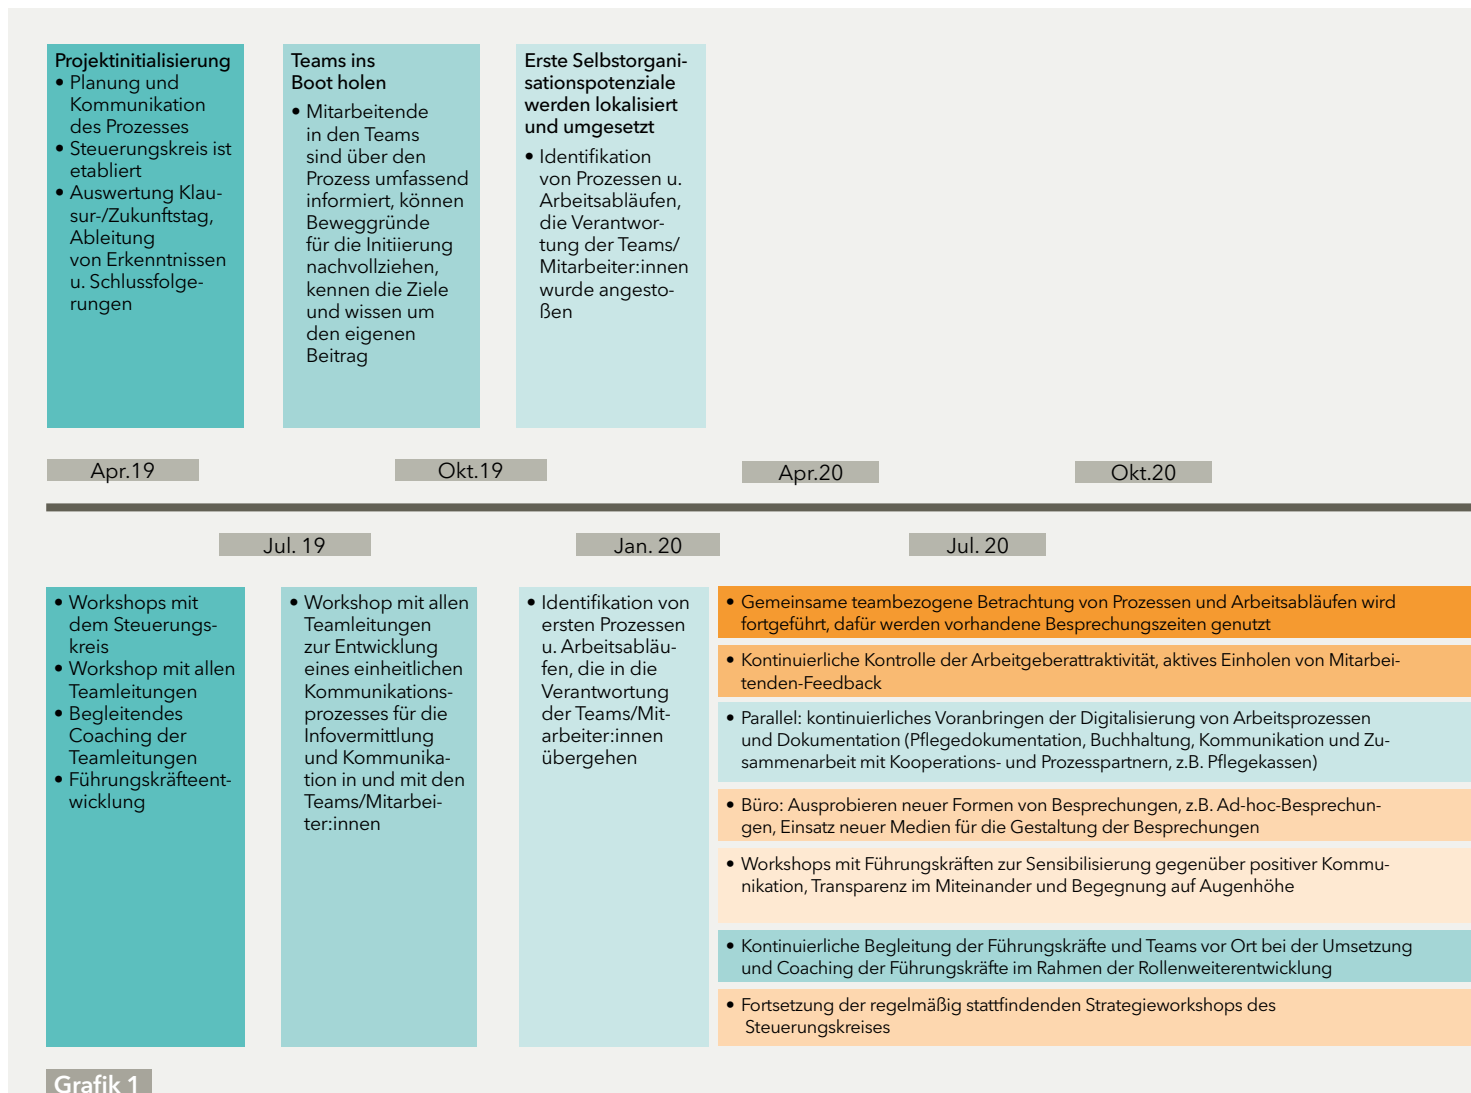 Projektinitialisierung
• Planung und
Kommunikation
des Prozesses
• Steuerungskreis ist
etabliert
• Auswertung Klau-
sur-/Zukunftstag,
Ableitung
von Erkenntnissen
u. Schlussfolge-
rungen
Teams ins
Boot holen
• Mitarbeitende
in den Teams
sind über den
Prozess umfassend
informiert, können
Beweggründe
für die Initiierung
nachvollziehen,
kennen die Ziele
und wissen um
den eigenen
Beitrag
Erste Selbstorgani-
sationspotenziale
werden lokalisiert
und umgesetzt
• Identifikation
von Prozessen u.
Arbeitsabläufen,
die Verantwor-
tung der Teams/
Mitarbeiter:innen
wurde angesto-
ßen
Apr.19
Okt.19
Apr.20
Okt.20
Jul. 19
Jan. 20
Jul. 20
• Workshops mit
dem Steuerungs-
kreis
• Workshop mit allen
Teamleitungen
• Begleitendes
Coaching der
Teamleitungen
• Führungskräfteent-
wicklung
• Workshop mit allen
Teamleitungen
zur Entwicklung
eines einheitlichen
Kommunikations-
prozesses für die
Infovermittlung
und Kommunika-
tion in und mit den
Teams/Mitarbei-
ter:innen
• Identifikation von
ersten Prozessen
u. Arbeitsabläu-
fen, die in die
Verantwortung
der Teams/Mit-
arbeiter:innen
übergehen
• Gemeinsame teambezogene Betrachtung von Prozessen und Arbeitsabläufen wird
fortgeführt, dafür werden vorhandene Besprechungszeiten genutzt
• Kontinuierliche Kontrolle der Arbeitgeberattraktivität, aktives Einholen von Mitarbei-
tenden-Feedback
• Parallel: kontinuierliches Voranbringen der Digitalisierung von Arbeitsprozessen
und Dokumentation (Pflegedokumentation, Buchhaltung, Kommunikation und Zu-
sammenarbeit mit Kooperations- und Prozesspartnern, z.B. Pflegekassen)
• Büro: Ausprobieren neuer Formen von Besprechungen, z.B. Ad-hoc-Besprechun-
gen, Einsatz neuer Medien für die Gestaltung der Besprechungen
• Workshops mit Führungskräften zur Sensibilisierung gegenüber positiver Kommu-
nikation, Transparenz im Miteinander und Begegnung auf Augenhöhe
• Kontinuierliche Begleitung der Führungskräfte und Teams vor Ort bei der Umsetzung
und Coaching der Führungskräfte im Rahmen der Rollenweiterentwicklung
• Fortsetzung der regelmäßig stattfindenden Strategieworkshops des
Steuerungskreises
Grafik 1